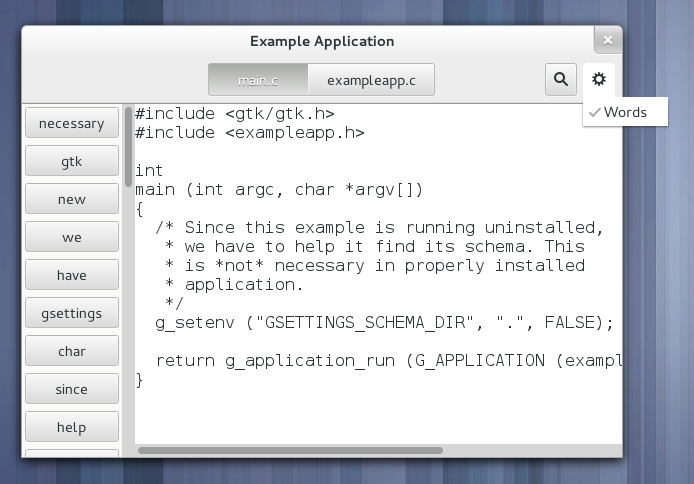 Example Application
main.c
exampleapp.c
Words
necessary
gtk
new
we
have
gsettings
char
since
help
#include <gtk/gtk.h>
#include <exampleapp.h>
int
main (int argc, char *argv[])
{
  /* Since this example is running uninstalled,
   * we have to help it find its schema. This
   * is *not* necessary in properly installed
   * application.
   */
  g_setenv ("GSETTINGS_SCHEMA_DIR", ".", FALSE);
  return g_application_run (G_APPLICATION (exampl
}